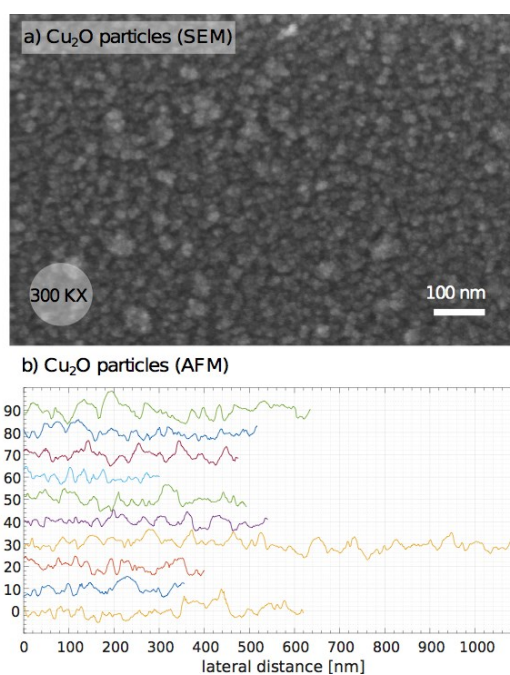 a) Cu₂O particles (SEM)
300 KX
100 nm
b) Cu₂O particles (AFM)
90
80
70
60
50
40
30
20
10
0
0 100 200 300 400 500 600 700 800 900 1000
lateral distance [nm]